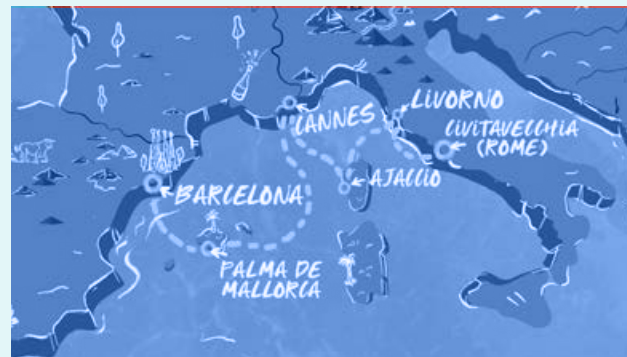 CANNES
LIVORNO
CIVITAVECCHIA
(ROME)
AJACCIO
BARCELONA
PALMA DE
MALLORCA